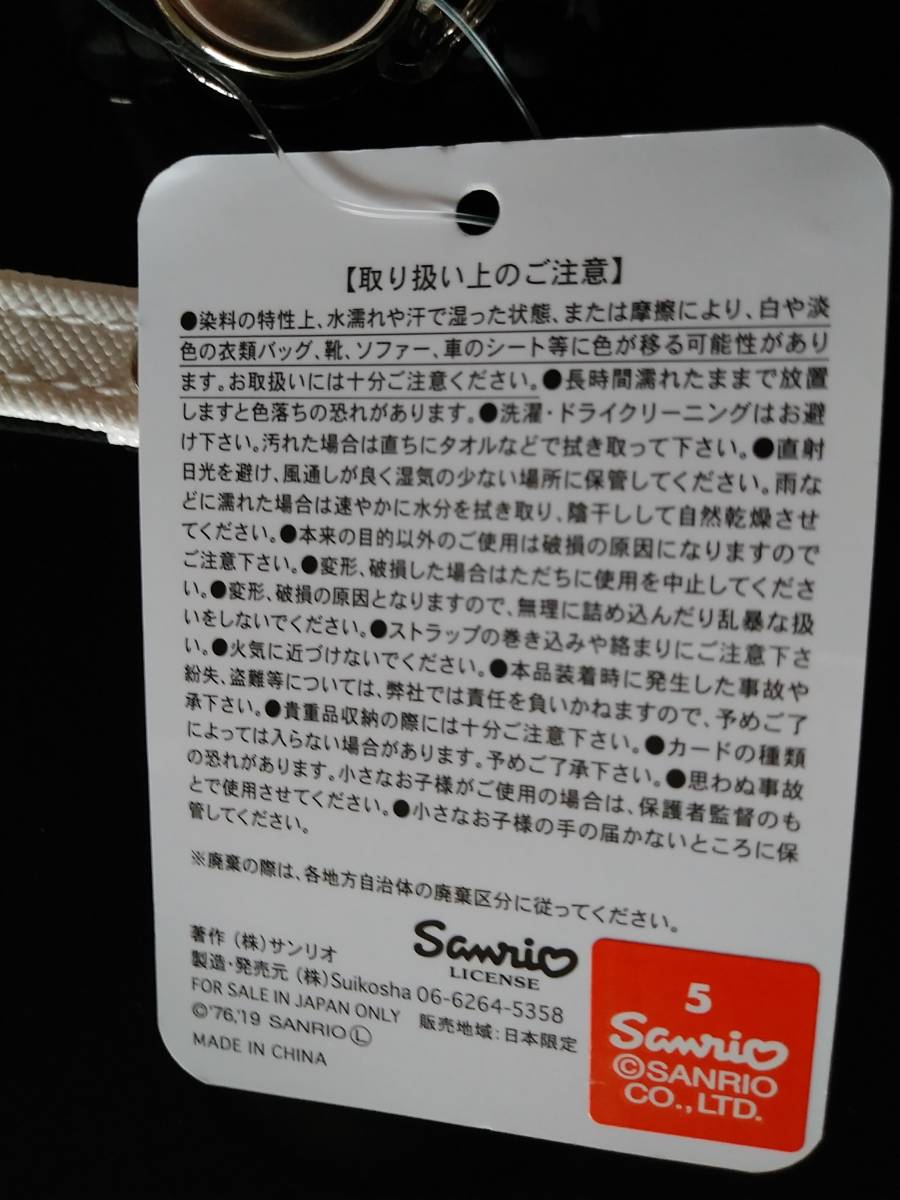 【取り扱い上のご注意】
●染料の特性上、水濡れや汗で湿った状態、または摩擦により、白や淡
色の衣類バッグ、靴、ソファー、車のシート等に色が移る可能性があり
ます。お取扱いには十分ご注意ください。●長時間濡れたままで放置
しますと色落ちの恐れがあります。●洗濯・ドライクリーニングはお避
け下さい。汚れた場合は直ちにタオルなどで拭き取って下さい。●直射
日光を避け、風通しが良く湿気の少ない場所に保管してください。雨な
どに濡れた場合は速やかに水分を拭き取り、陰干しして自然乾燥させ
てください。●本来の目的以外のご使用は破損の原因になりますので
ご注意下さい。●変形、破損した場合はただちに使用を中止してくださ
い。●変形、破損の原因となりますので、無理に詰め込んだり乱暴な扱
いをしないでください。●ストラップの巻き込みや絡まりにご注意下さ
い。●火気に近づけないでください。●本品装着時に発生した事故や
紛失、盗難等については、弊社では責任を負いかねますので、予めご了
承下さい。●貴重品収納の際には十分ご注意下さい。●カードの種類
によっては入らない場合があります。予めご了承下さい。●思わぬ事故
の恐れがあります。小さなお子様がご使用の場合は、保護者監督のも
とで使用させてください。●小さなお子様の手の届かないところに保
管してください。
※廃棄の際は、各地方自治体の廃棄区分に従ってください。
著作 (株)サンリオ
製造・発売元 (株)Suikosha 06-6264-5358
FOR SALE IN JAPAN ONLY 販売地域:日本限定
©'76,'19 SANRIO Ⓛ
MADE IN CHINA
Sanrio
LICENSE
5
Sanrio
©SANRIO
CO.,LTD.